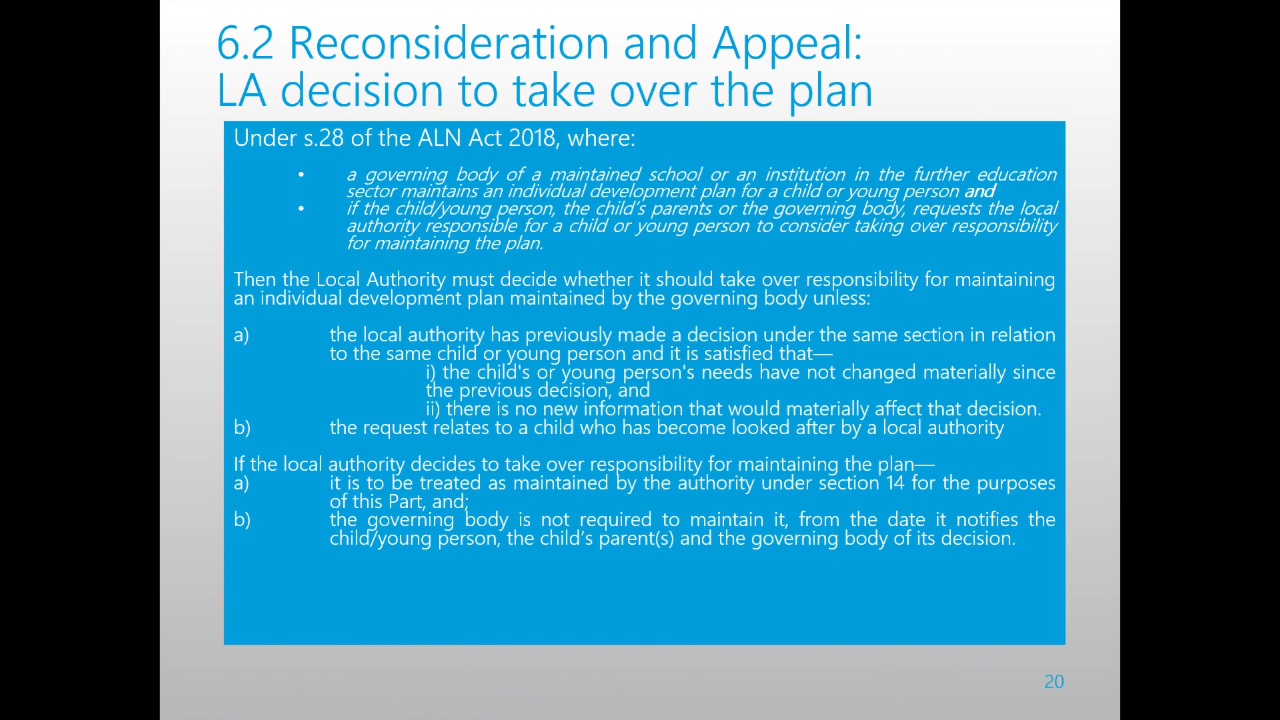 6.2 Reconsideration and Appeal:
LA decision to take over the plan
Under s.28 of the ALN Act 2018, where:
• a governing body of a maintained school or an institution in the further education
sector maintains an individual development plan for a child or young person and
• if the child/young person, the child's parents or the governing body, requests the local
authority responsible for a child or young person to consider taking over responsibility
for maintaining the plan.
Then the Local Authority must decide whether it should take over responsibility for maintaining
an individual development plan maintained by the governing body unless:
a) the local authority has previously made a decision under the same section in relation
to the same child or young person and it is satisfied that—
i) the child's or young person's needs have not changed materially since
the previous decision, and
ii) there is no new information that would materially affect that decision.
b) the request relates to a child who has become looked after by a local authority
If the local authority decides to take over responsibility for maintaining the plan—
a) it is to be treated as maintained by the authority under section 14 for the purposes
of this Part, and;
b) the governing body is not required to maintain it, from the date it notifies the
child/young person, the child's parent(s) and the governing body of its decision.
20